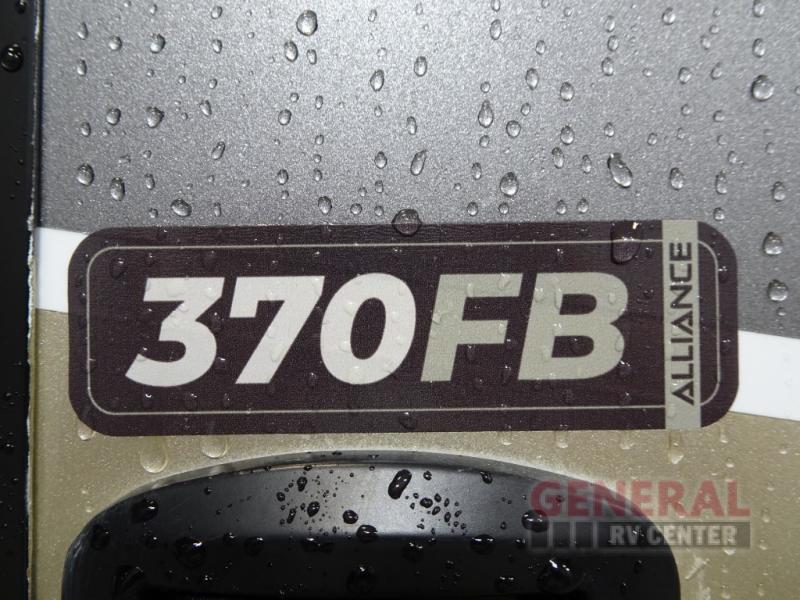 370FB
ALLIANCE
GENERAL
RV CENTER